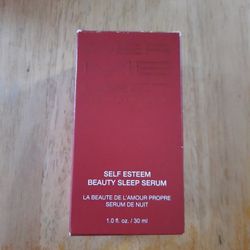 SELF ESTEEM
BEAUTY SLEEP SERUM
LA BEAUTE DE L'AMOUR PROPRE
SERUM DE NUIT
1.0 fl. oz. / 30 ml